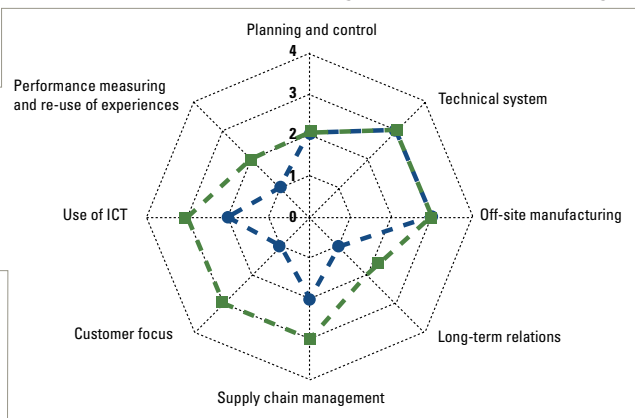 Planning and control
4
Performance measuring
and re-use of experiences
3
Technical system
2
1
Use of ICT
0
Off-site manufacturing
Customer focus
Long-term relations
Supply chain management